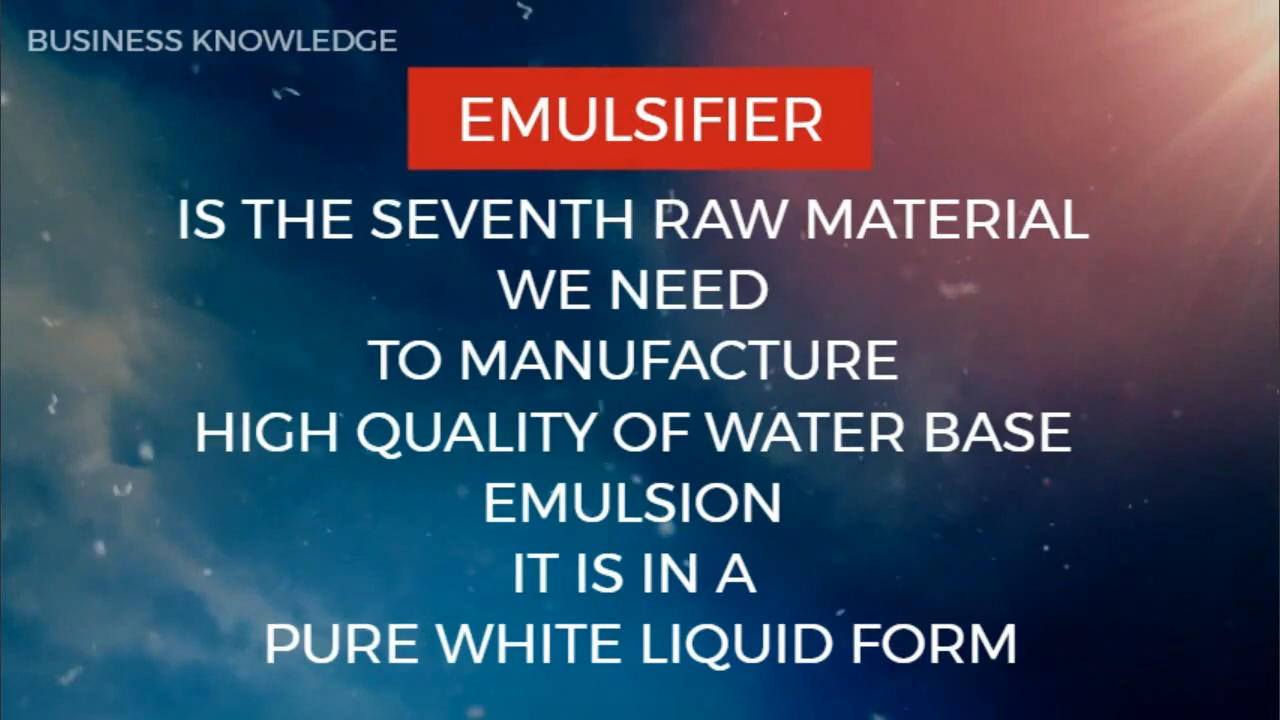 BUSINESS KNOWLEDGE
EMULSIFIER
IS THE SEVENTH RAW MATERIAL
WE NEED
TO MANUFACTURE
HIGH QUALITY OF WATER BASE
EMULSION
IT IS IN A
PURE WHITE LIQUID FORM